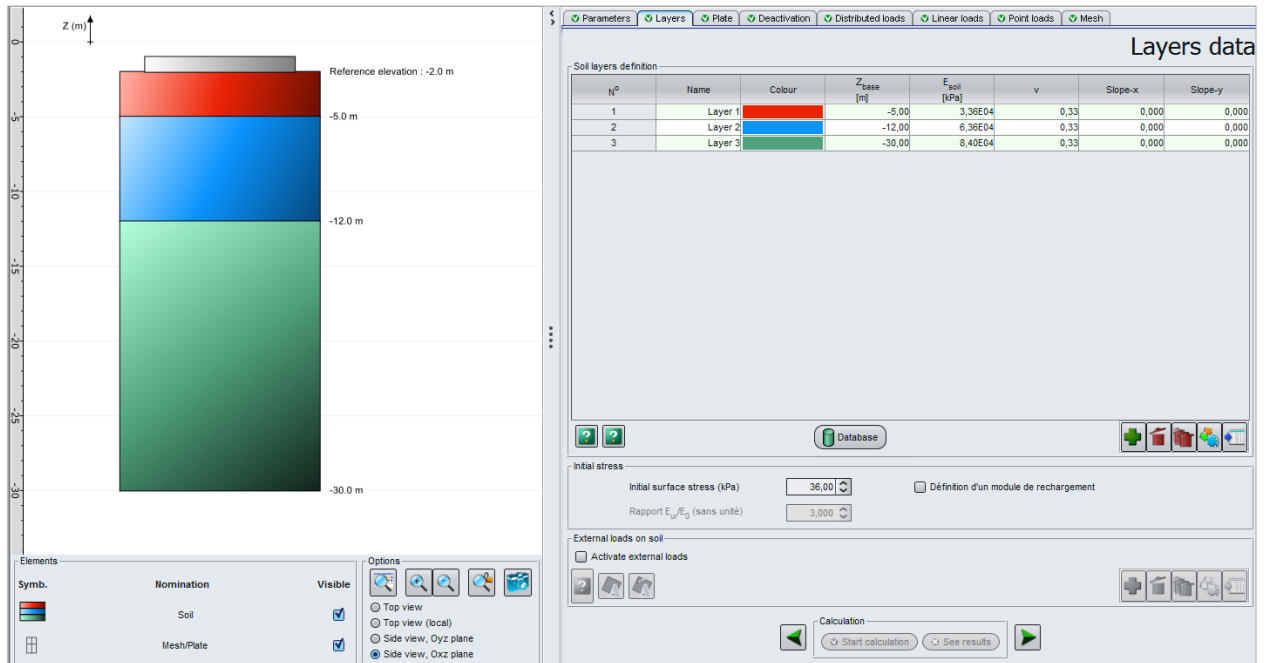 Z (m)
0
-5
-10
-15
-20
-25
-30
Reference elevation : -2.0 m
-5.0 m
-12.0 m
-30.0 m
Elements
Symb. Nomination Visible
Soil
Mesh/Plate
Options
Top view
Top view (local)
Side view, Oyz plane
Side view, Oxz plane
Parameters Layers Plate Deactivation Distributed loads Linear loads Point loads Mesh
Layers data
Soil layers definition
N° Name Colour Zbase [m] Esoil [kPa] ν Slope-x Slope-y
1 Layer 1 -5,00 3,36E04 0,33 0,000 0,000
2 Layer 2 -12,00 6,36E04 0,33 0,000 0,000
3 Layer 3 -30,00 8,40E04 0,33 0,000 0,000
? ? Database
Initial stress
Initial surface stress (kPa) 36,00 Définition d'un module de rechargement
Rapport Eur/E0 (sans unité) 3,000
External loads on soil
Activate external loads
?
Calculation
Start calculation See results